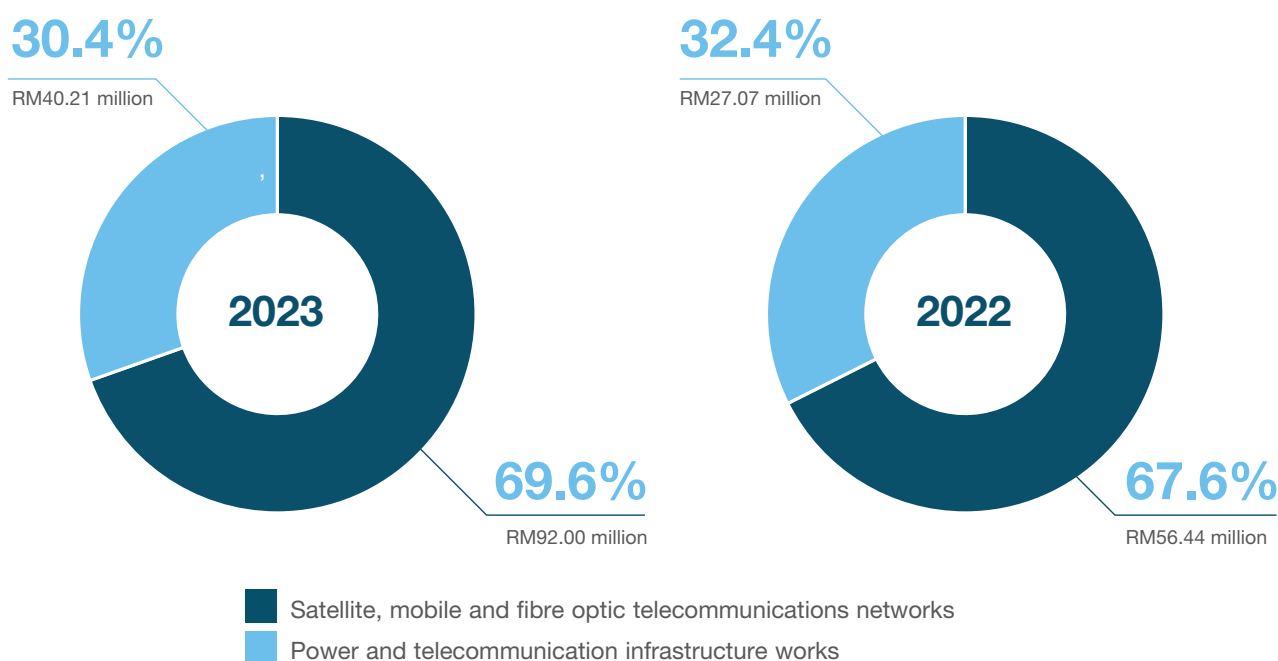 30.4%
RM40.21 million
,
2023
69.6%
RM92.00 million
32.4%
RM27.07 million
2022
67.6%
RM56.44 million
Satellite, mobile and fibre optic telecommunications networks
Power and telecommunication infrastructure works